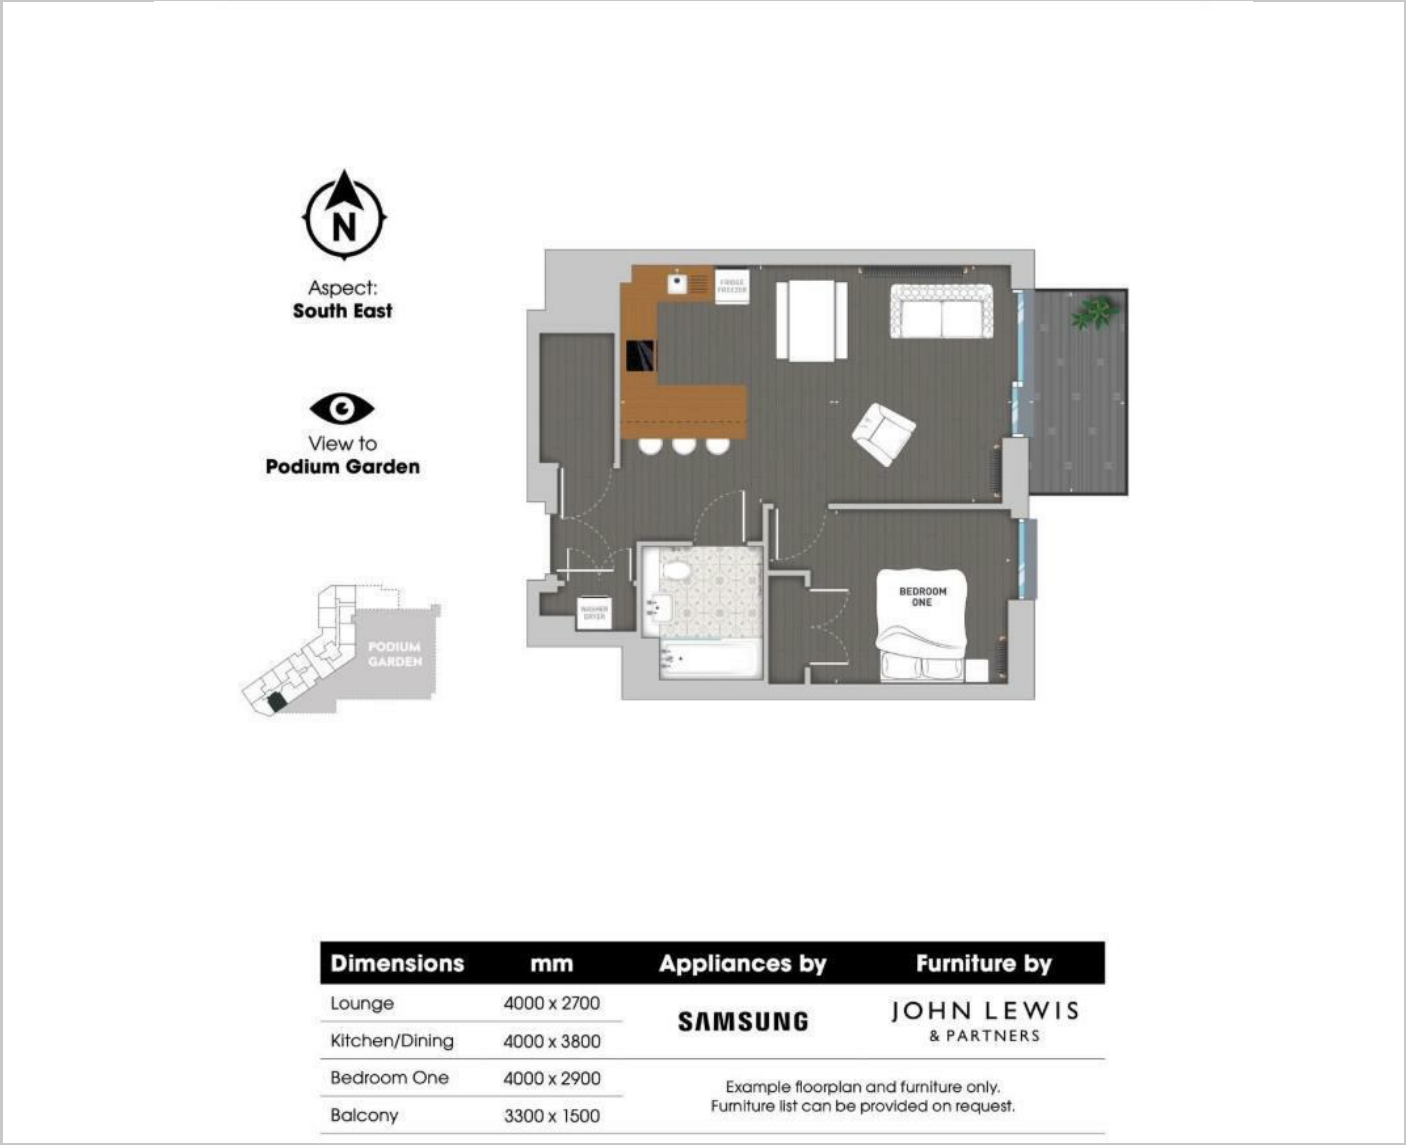 N
Aspect:
South East
View to
Podium Garden
PODIUM
GARDEN
FRIDGE
FREEZER
WASHER
DRYER
BEDROOM
ONE
Dimensions mm Appliances by Furniture by
Lounge 4000 x 2700
Kitchen/Dining 4000 x 3800
Bedroom One 4000 x 2900
Balcony 3300 x 1500
SAMSUNG
JOHN LEWIS
& PARTNERS
Example floorplan and furniture only.
Furniture list can be provided on request.